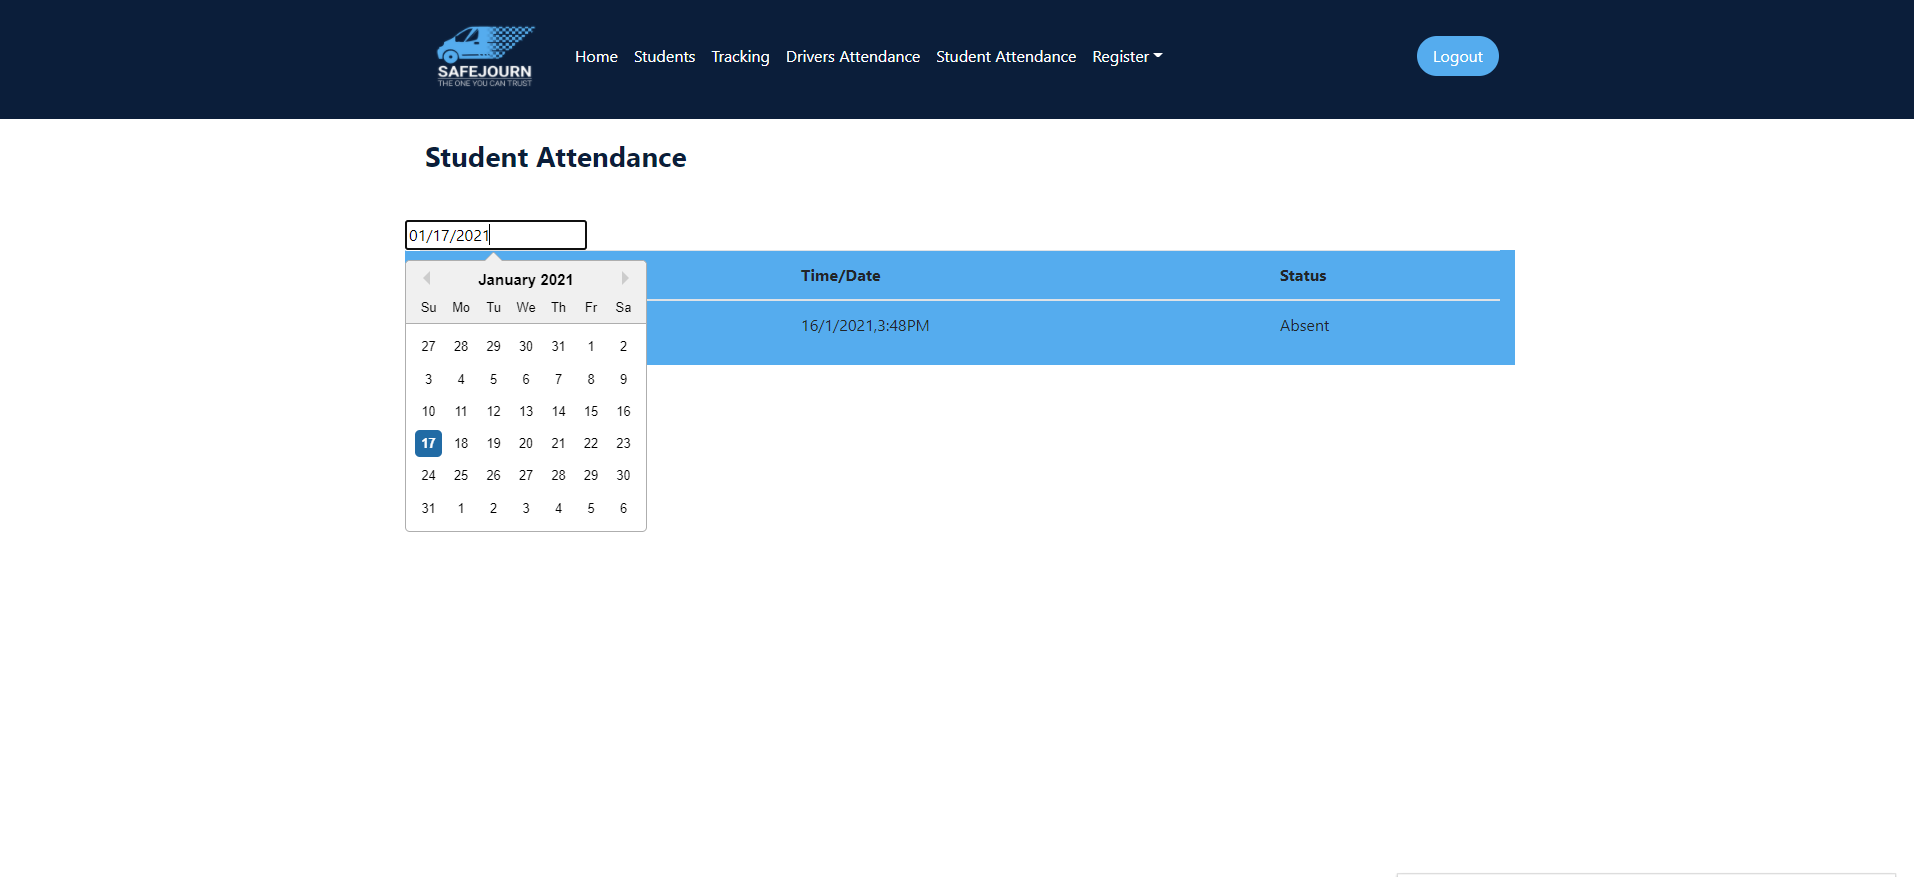 SAFEJOURN
THE ONE YOU CAN TRUST
Home Students Tracking Drivers Attendance Student Attendance Register
Logout
Student Attendance
01/17/2021
Time/Date Status
16/1/2021,3:48PM Absent
January 2021
Su Mo Tu We Th Fr Sa
27 28 29 30 31 1 2
3 4 5 6 7 8 9
10 11 12 13 14 15 16
17 18 19 20 21 22 23
24 25 26 27 28 29 30
31 1 2 3 4 5 6